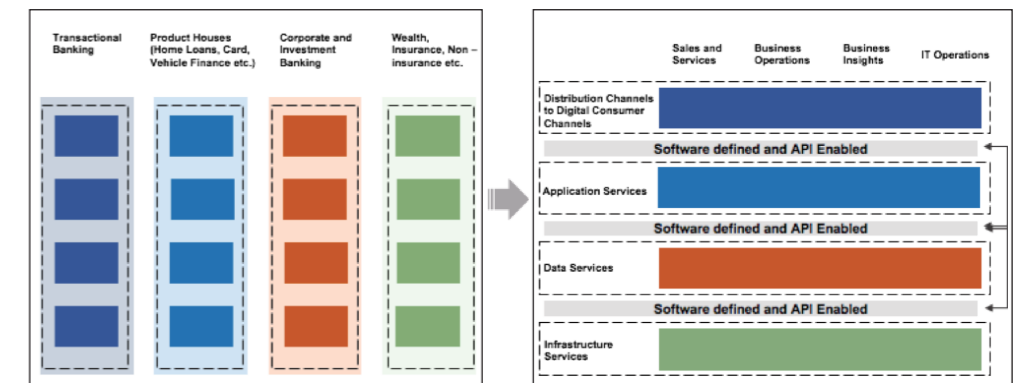 Transactional
Banking
Product Houses
(Home Loans, Card,
Vehicle Finance etc.)
Corporate and
Investment
Banking
Wealth,
Insurance, Non –
insurance etc.
Sales and
Services
Business
Operations
Business
Insights
IT Operations
Distribution Channels
to Digital Consumer
Channels
Software defined and API Enabled
Application Services
Software defined and API Enabled
Data Services
Software defined and API Enabled
Infrastructure
Services